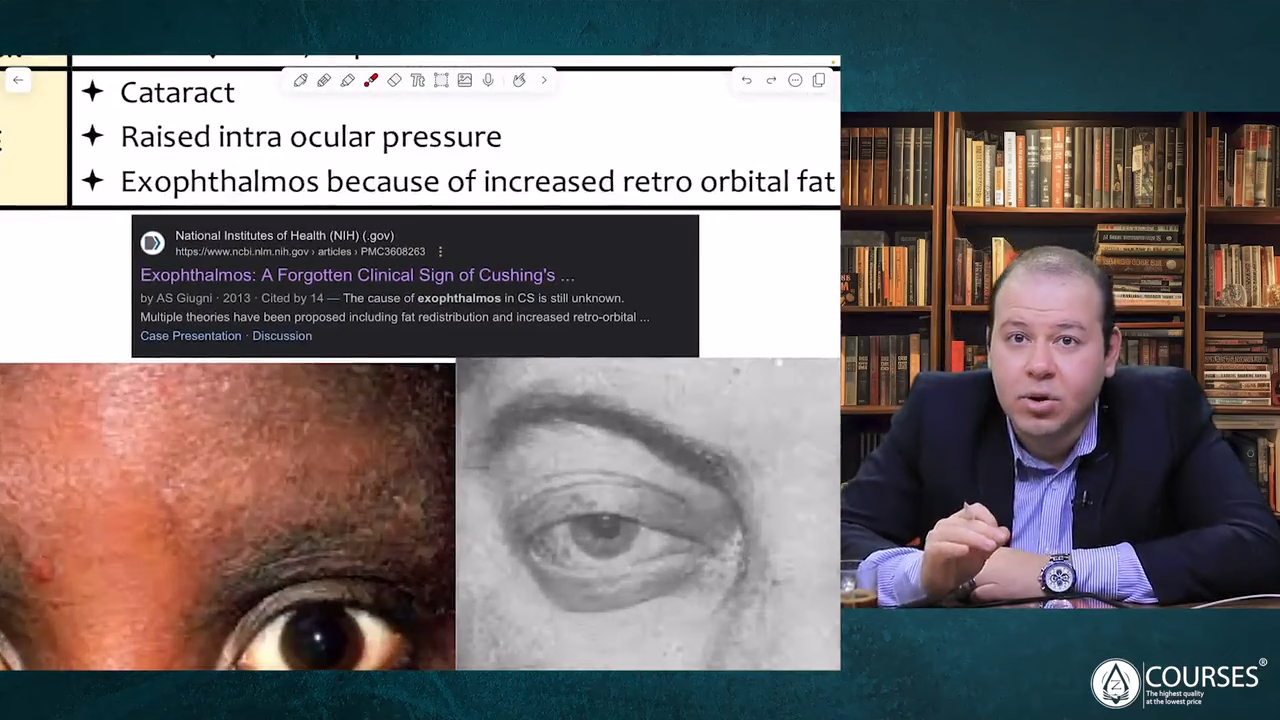 ✦ Cataract
✦ Raised intra ocular pressure
✦ Exophthalmos because of increased retro orbital fat
National Institutes of Health (NIH) (.gov)
https://www.ncbi.nlm.nih.gov › articles › PMC3608263
Exophthalmos: A Forgotten Clinical Sign of Cushing's ...
by AS Giugni · 2013 · Cited by 14 — The cause of exophthalmos in CS is still unknown.
Multiple theories have been proposed including fat redistribution and increased retro-orbital ...
Case Presentation · Discussion
Tt
Z
COURSES®
The highest quality
at the lowest price